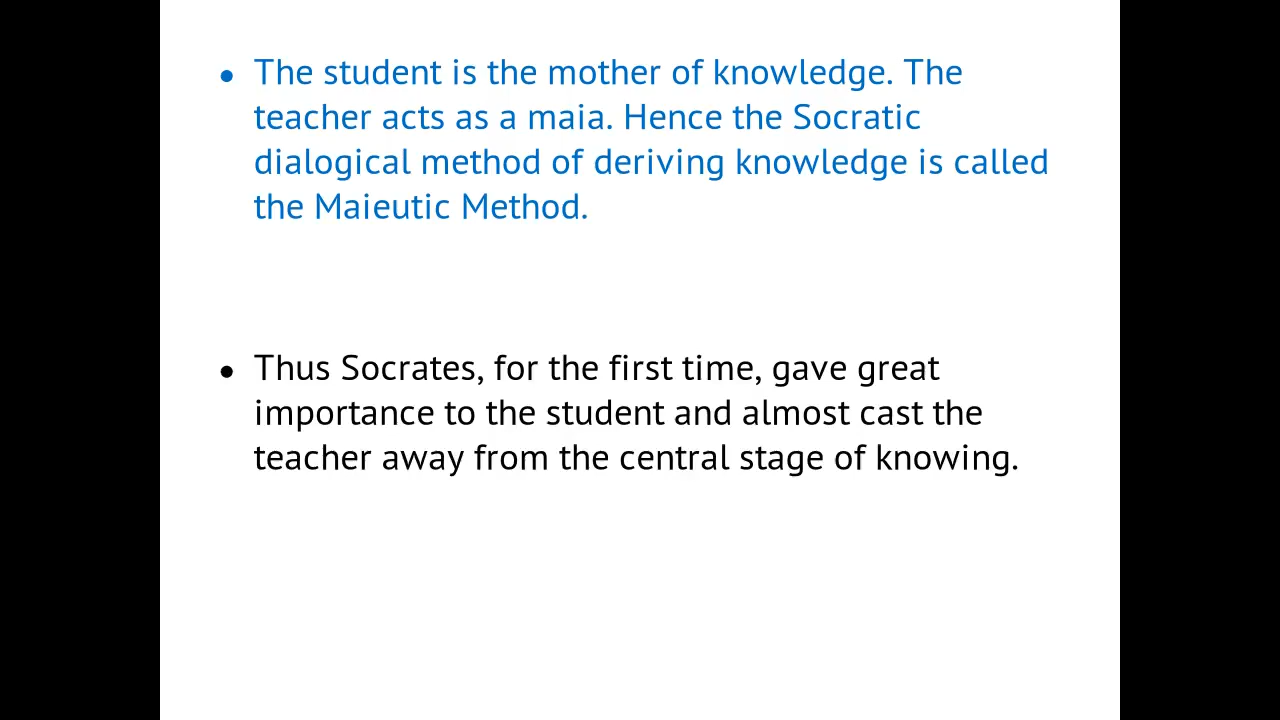 • The student is the mother of knowledge. The
teacher acts as a maia. Hence the Socratic
dialogical method of deriving knowledge is called
the Maieutic Method.
• Thus Socrates, for the first time, gave great
importance to the student and almost cast the
teacher away from the central stage of knowing.